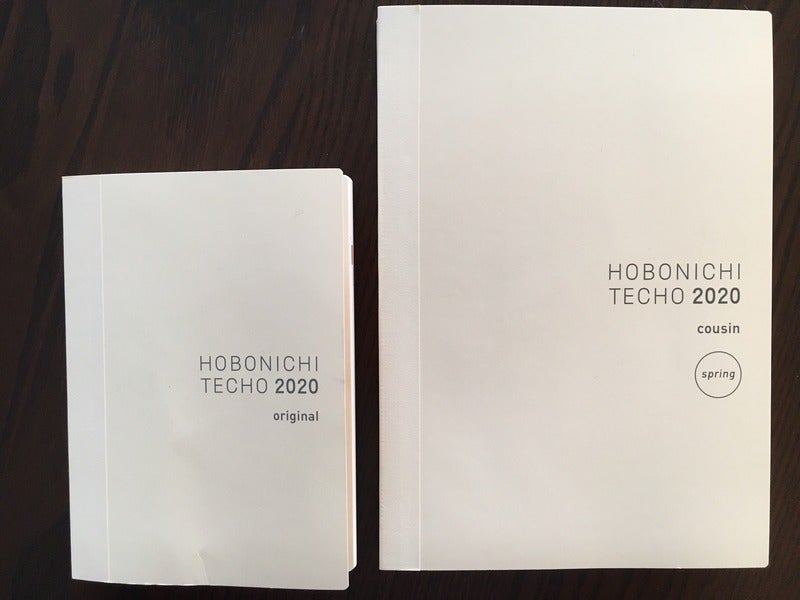 HOBONICHI
TECHO 2020
original
HOBONICHI
TECHO 2020
cousin
spring